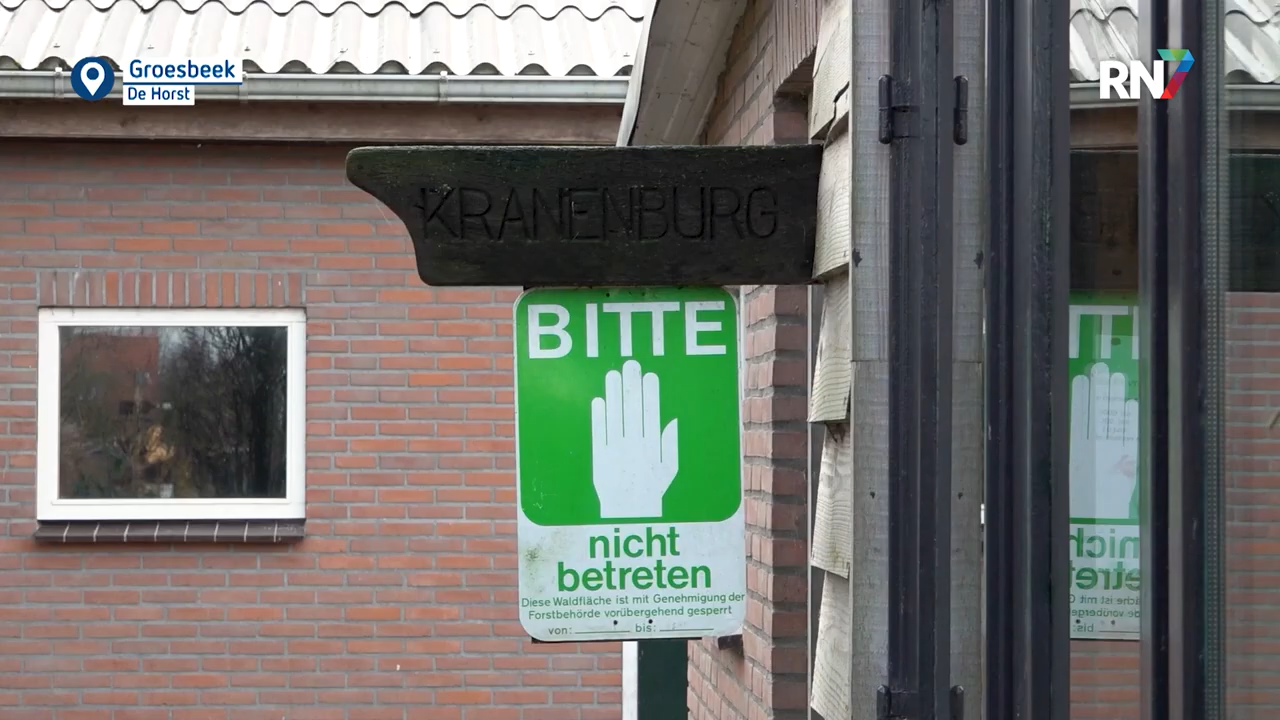 Groesbeek
De Horst
RN7
KRANENBURG
BITTE
nicht
betreten
Diese Waldfläche ist mit Genehmigung der
Forstbehörde vorübergehend gesperrt
von: bis: